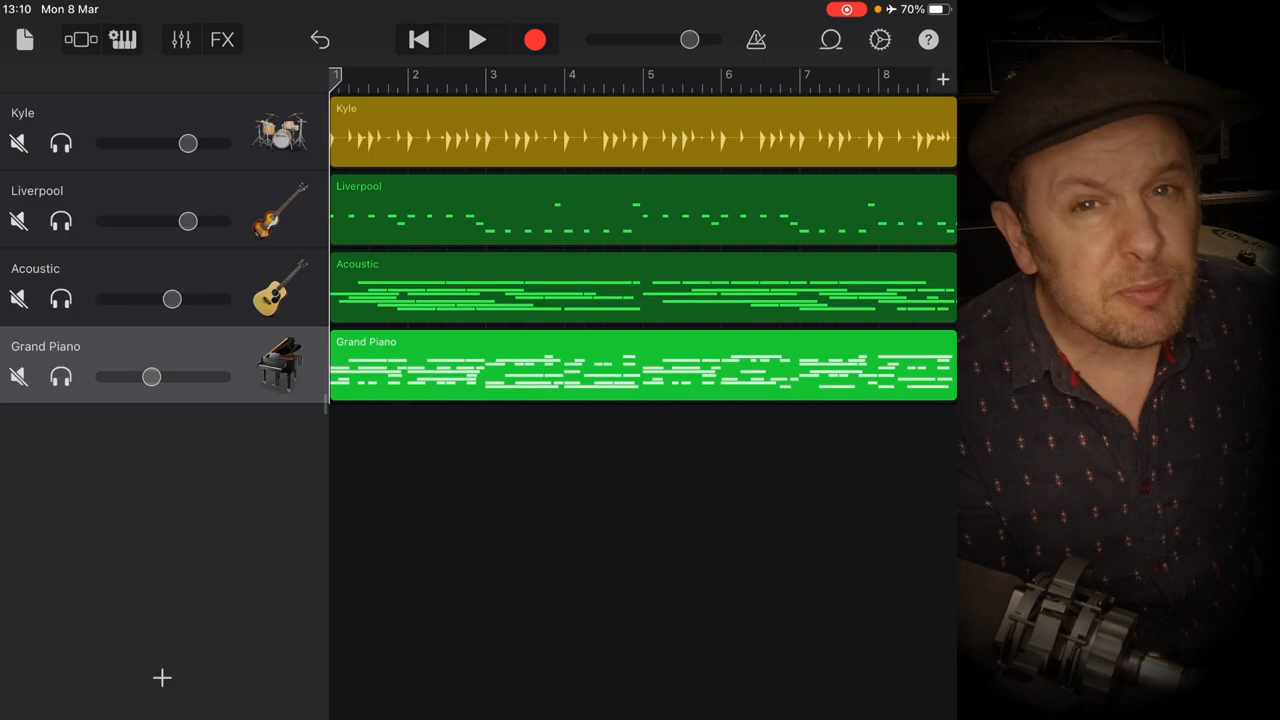 13:10 Mon 8 Mar 70%
FX ?
1 2 3 4 5 6 7 8 +
Kyle
Kyle
Liverpool
Liverpool
Acoustic
Acoustic
Grand Piano
Grand Piano
+